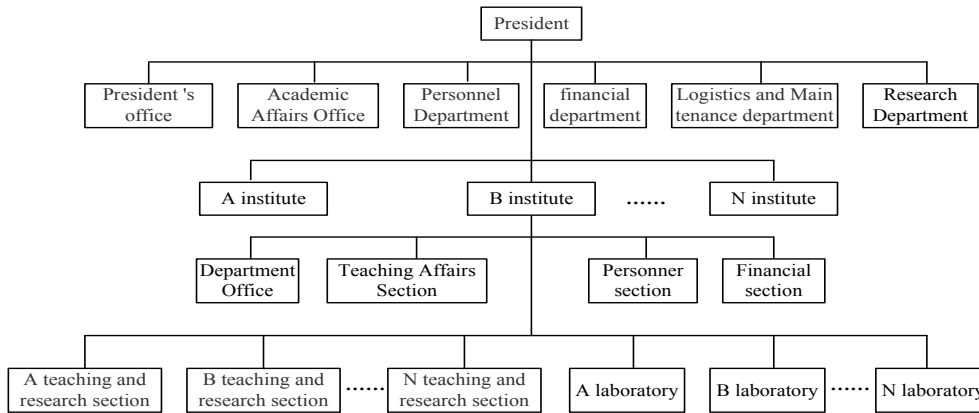 President
President 's
office
Academic
Affairs Office
Personnel
Department
financial
department
Logistics and Main
tenance department
Research
Department
A institute
B institute
......
N institute
Department
Office
Teaching Affairs
Section
Personner
section
Financial
section
A teaching and
research section
B teaching and
research section
......
N teaching and
research section
A laboratory
B laboratory
......
N laboratory